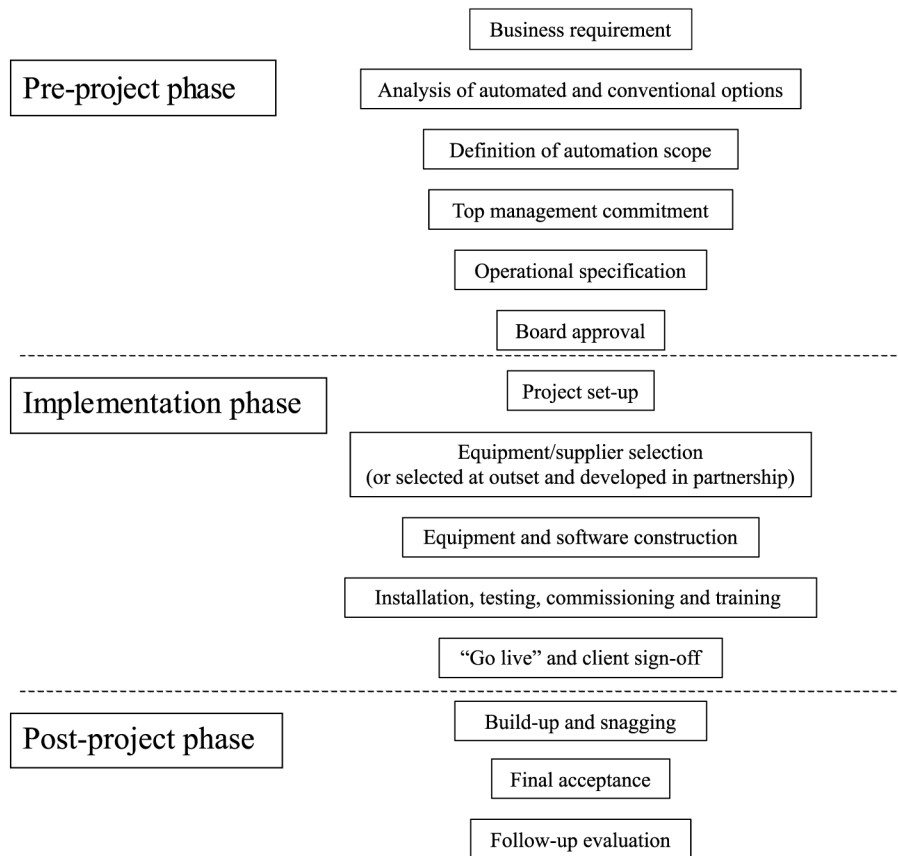 Business requirement
Pre-project phase
Analysis of automated and conventional options
Definition of automation scope
Top management commitment
Operational specification
Board approval
Implementation phase
Project set-up
Equipment/supplier selection
(or selected at outset and developed in partnership)
Equipment and software construction
Installation, testing, commissioning and training
“Go live” and client sign-off
Post-project phase
Build-up and snagging
Final acceptance
Follow-up evaluation